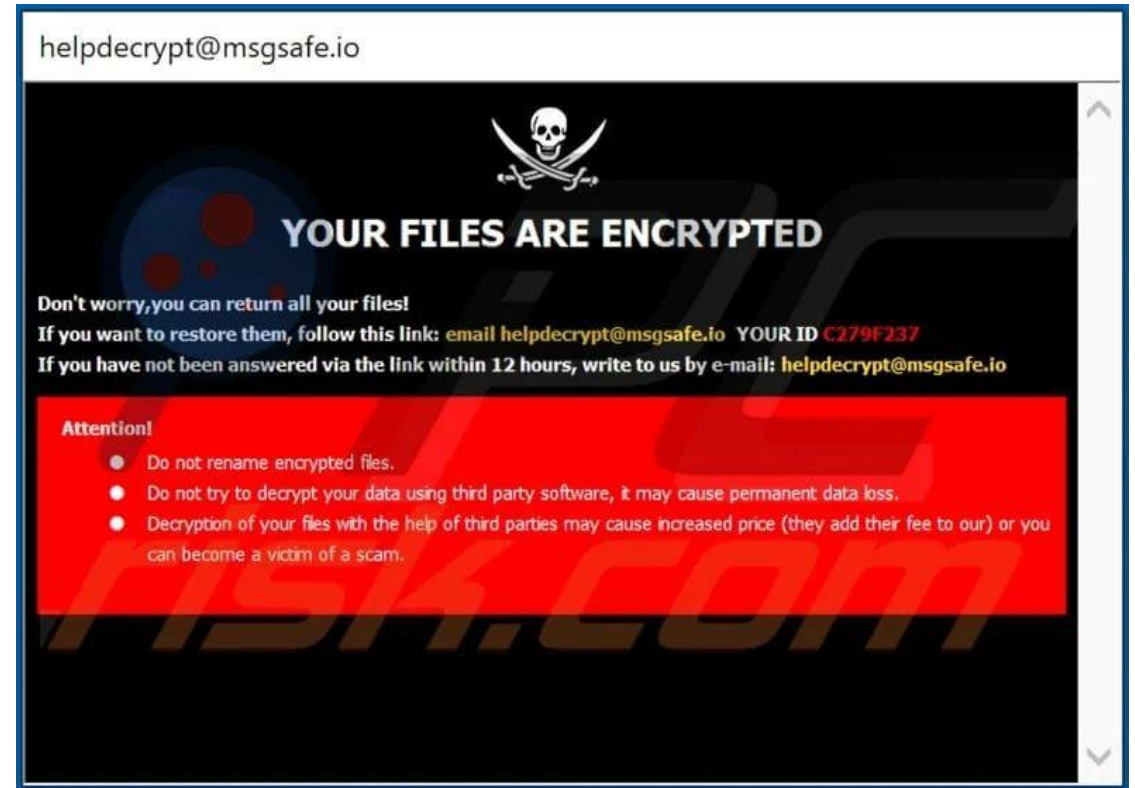 helpdecrypt@msgsafe.io
YOUR FILES ARE ENCRYPTED
Don't worry,you can return all your files!
If you want to restore them, follow this link: email helpdecrypt@msgsafe.io YOUR ID C279F237
If you have not been answered via the link within 12 hours, write to us by e-mail: helpdecrypt@msgsafe.io
Attention!
Do not rename encrypted files.
Do not try to decrypt your data using third party software, it may cause permanent data loss.
Decryption of your files with the help of third parties may cause increased price (they add their fee to our) or you
can become a victim of a scam.
PC
risk.com